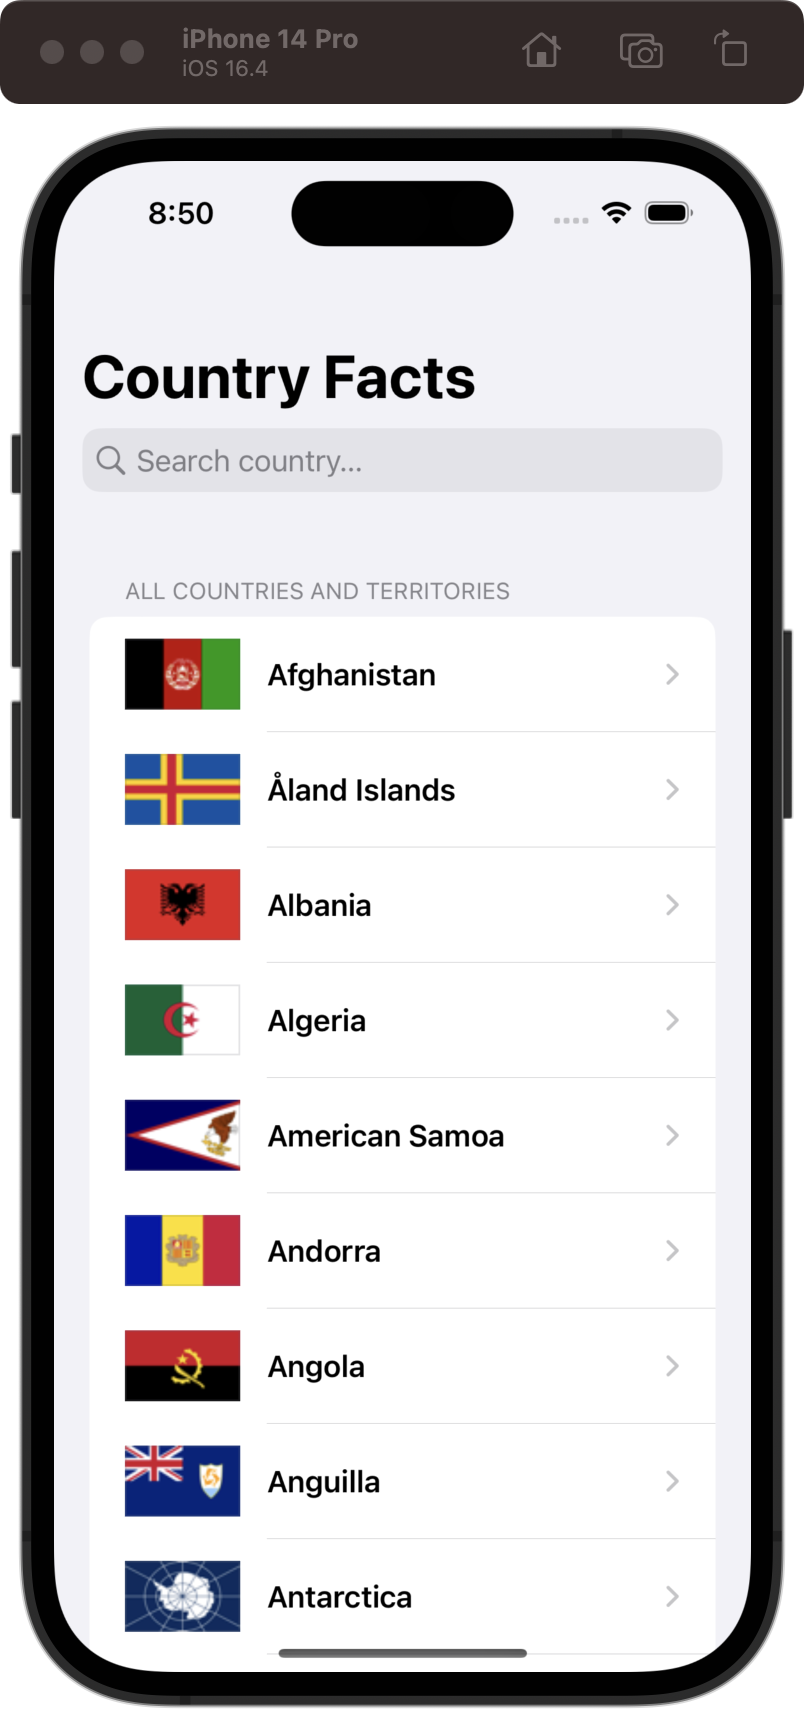 iPhone 14 Pro
iOS 16.4
8:50
Country Facts
Search country...
ALL COUNTRIES AND TERRITORIES
Afghanistan
Åland Islands
Albania
Algeria
American Samoa
Andorra
Angola
Anguilla
Antarctica